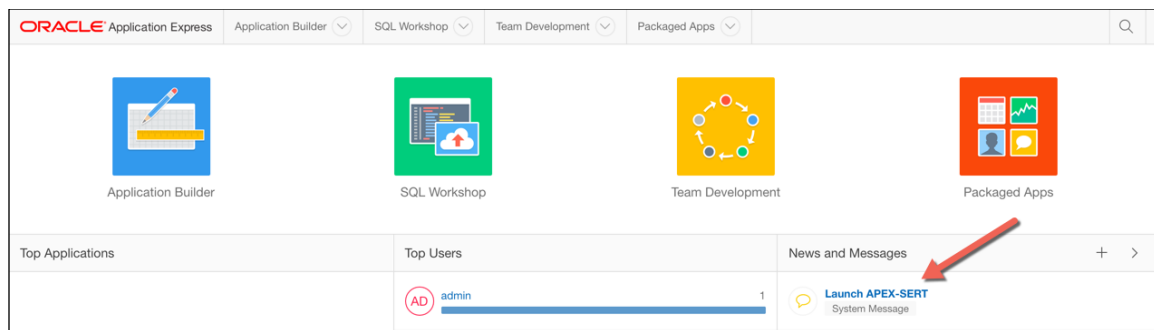 ORACLE Application Express Application Builder SQL Workshop Team Development Packaged Apps
Application Builder SQL Workshop Team Development Packaged Apps
Top Applications Top Users News and Messages
AD admin 1 Launch APEX-SERT
System Message